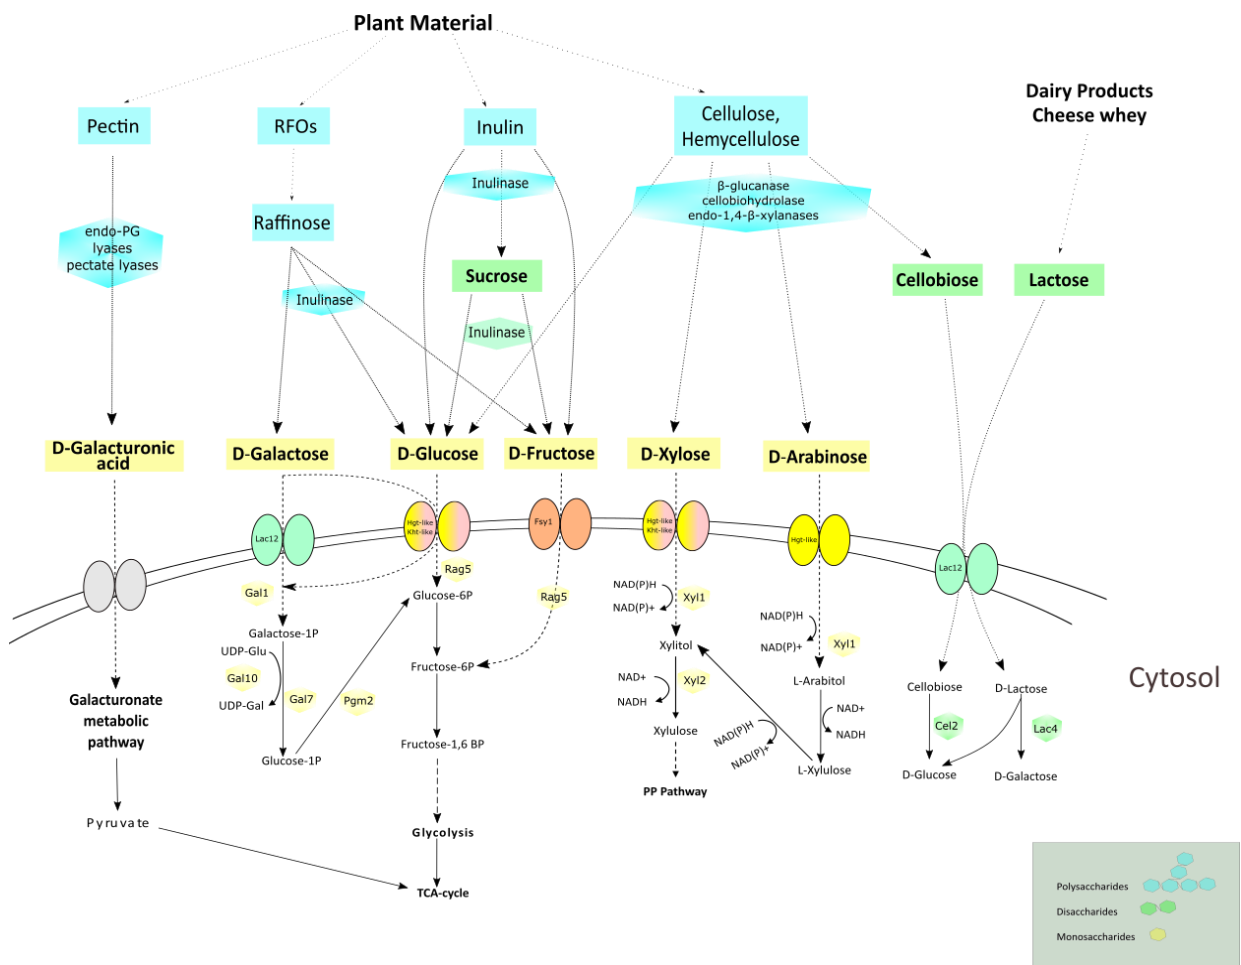 Plant Material
Dairy Products
Cheese whey
Pectin
RFOs
Inulin
Cellulose,
Hemycellulose
Inulinase
β-glucanase
cellobiohydrolase
endo-1,4-β-xylanases
Raffinose
endo-PG
lyases
pectate lyases
Sucrose
Cellobiose
Lactose
Inulinase
Inulinase
D-Galacturonic
acid
D-Galactose
D-Glucose
D-Fructose
D-Xylose
D-Arabinose
Lac12
Hgt-like
Kht-like
Fsy1
Hgt-like
Kht-like
Hgt-like
Lac12
Rag5
Gal1
Glucose-6P
Rag5
NAD(P)H
NAD(P)+
Xyl1
NAD(P)H
NAD(P)+
Xyl1
Galactose-1P
UDP-Glu
Gal10
UDP-Gal
Gal7
Pgm2
Fructose-6P
Xylitol
NAD+
NADH
Xyl2
L-Arabitol
NAD+
NADH
Cellobiose
D-Lactose
Cytosol
Galacturonate
metabolic
pathway
Glucose-1P
Fructose-1,6 BP
Xylulose
NAD(P)H
NAD(P)+
L-Xylulose
Cel2
Lac4
D-Glucose
D-Galactose
PP Pathway
Pyruvate
Glycolysis
TCA-cycle
Polysaccharides
Disaccharides
Monosaccharides